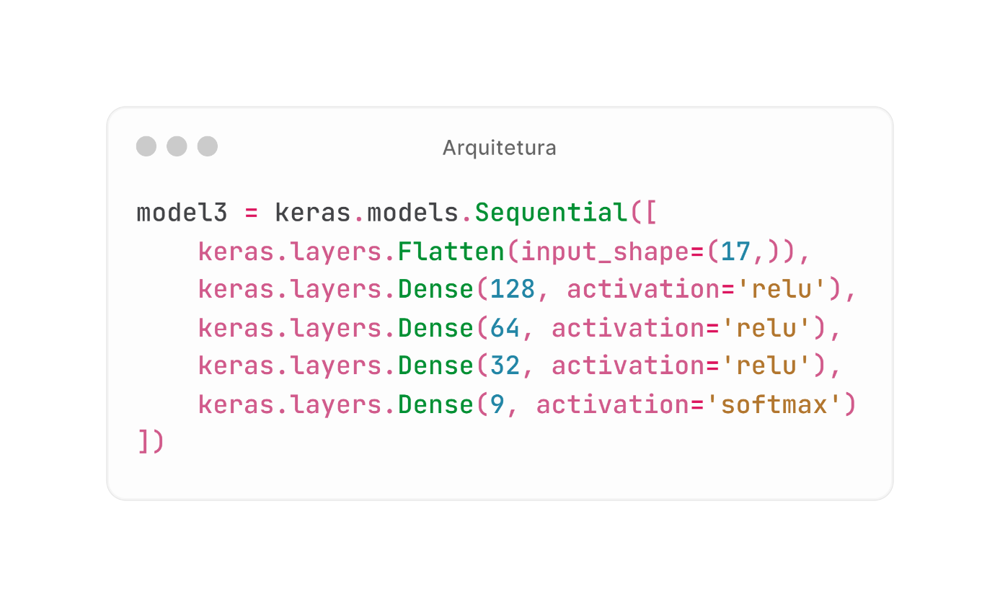 Arquitetura
model3 = keras.models.Sequential([
    keras.layers.Flatten(input_shape=(17,)),
    keras.layers.Dense(128, activation='relu'),
    keras.layers.Dense(64, activation='relu'),
    keras.layers.Dense(32, activation='relu'),
    keras.layers.Dense(9, activation='softmax')
])